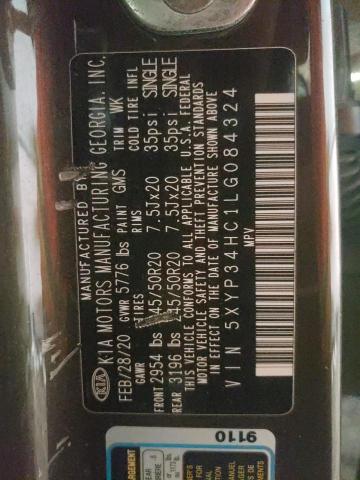 MANUFACTURED BY
KIA MOTORS MANUFACTURING GEORGIA, INC.
KIA
FEB/28/20 GVWR 5776 lbs PAINT GMS TRIM WK
GAWR TIRES RIMS COLD TIRE INFL
FRONT 2954 lbs 245/50R20 7.5Jx20 35psi SINGLE
REAR 3196 lbs 245/50R20 7.5Jx20 35psi SINGLE
THIS VEHICLE CONFORMS TO ALL APPLICABLE U.S.A. FEDERAL
MOTOR VEHICLE SAFETY AND THEFT PREVENTION STANDARDS
IN EFFECT ON THE DATE OF MANUFACTURE SHOWN ABOVE
VIN 5XYP34HC1LG084324
MPV
9110